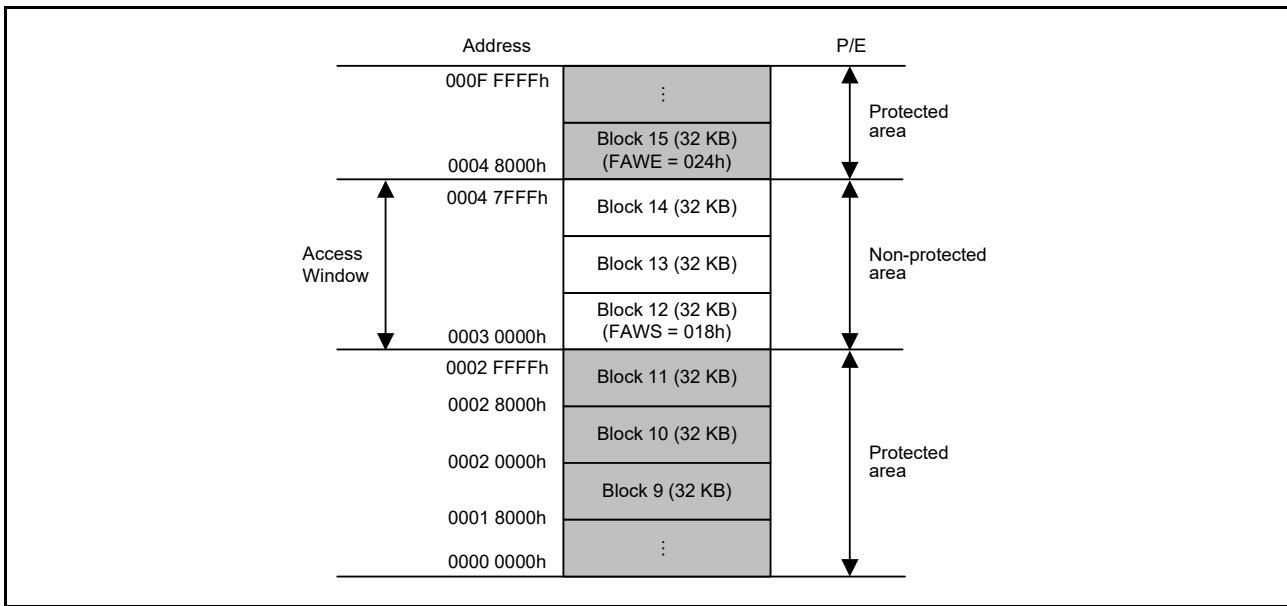 Address P/E
000F FFFFh
⋮
Protected
area
Block 15 (32 KB)
(FAWE = 024h)
0004 8000h
0004 7FFFh
Block 14 (32 KB)
Access
Window
Block 13 (32 KB)
Non-protected
area
Block 12 (32 KB)
(FAWS = 018h)
0003 0000h
0002 FFFFh
Block 11 (32 KB)
0002 8000h
Block 10 (32 KB)
Protected
area
0002 0000h
Block 9 (32 KB)
0001 8000h
⋮
0000 0000h